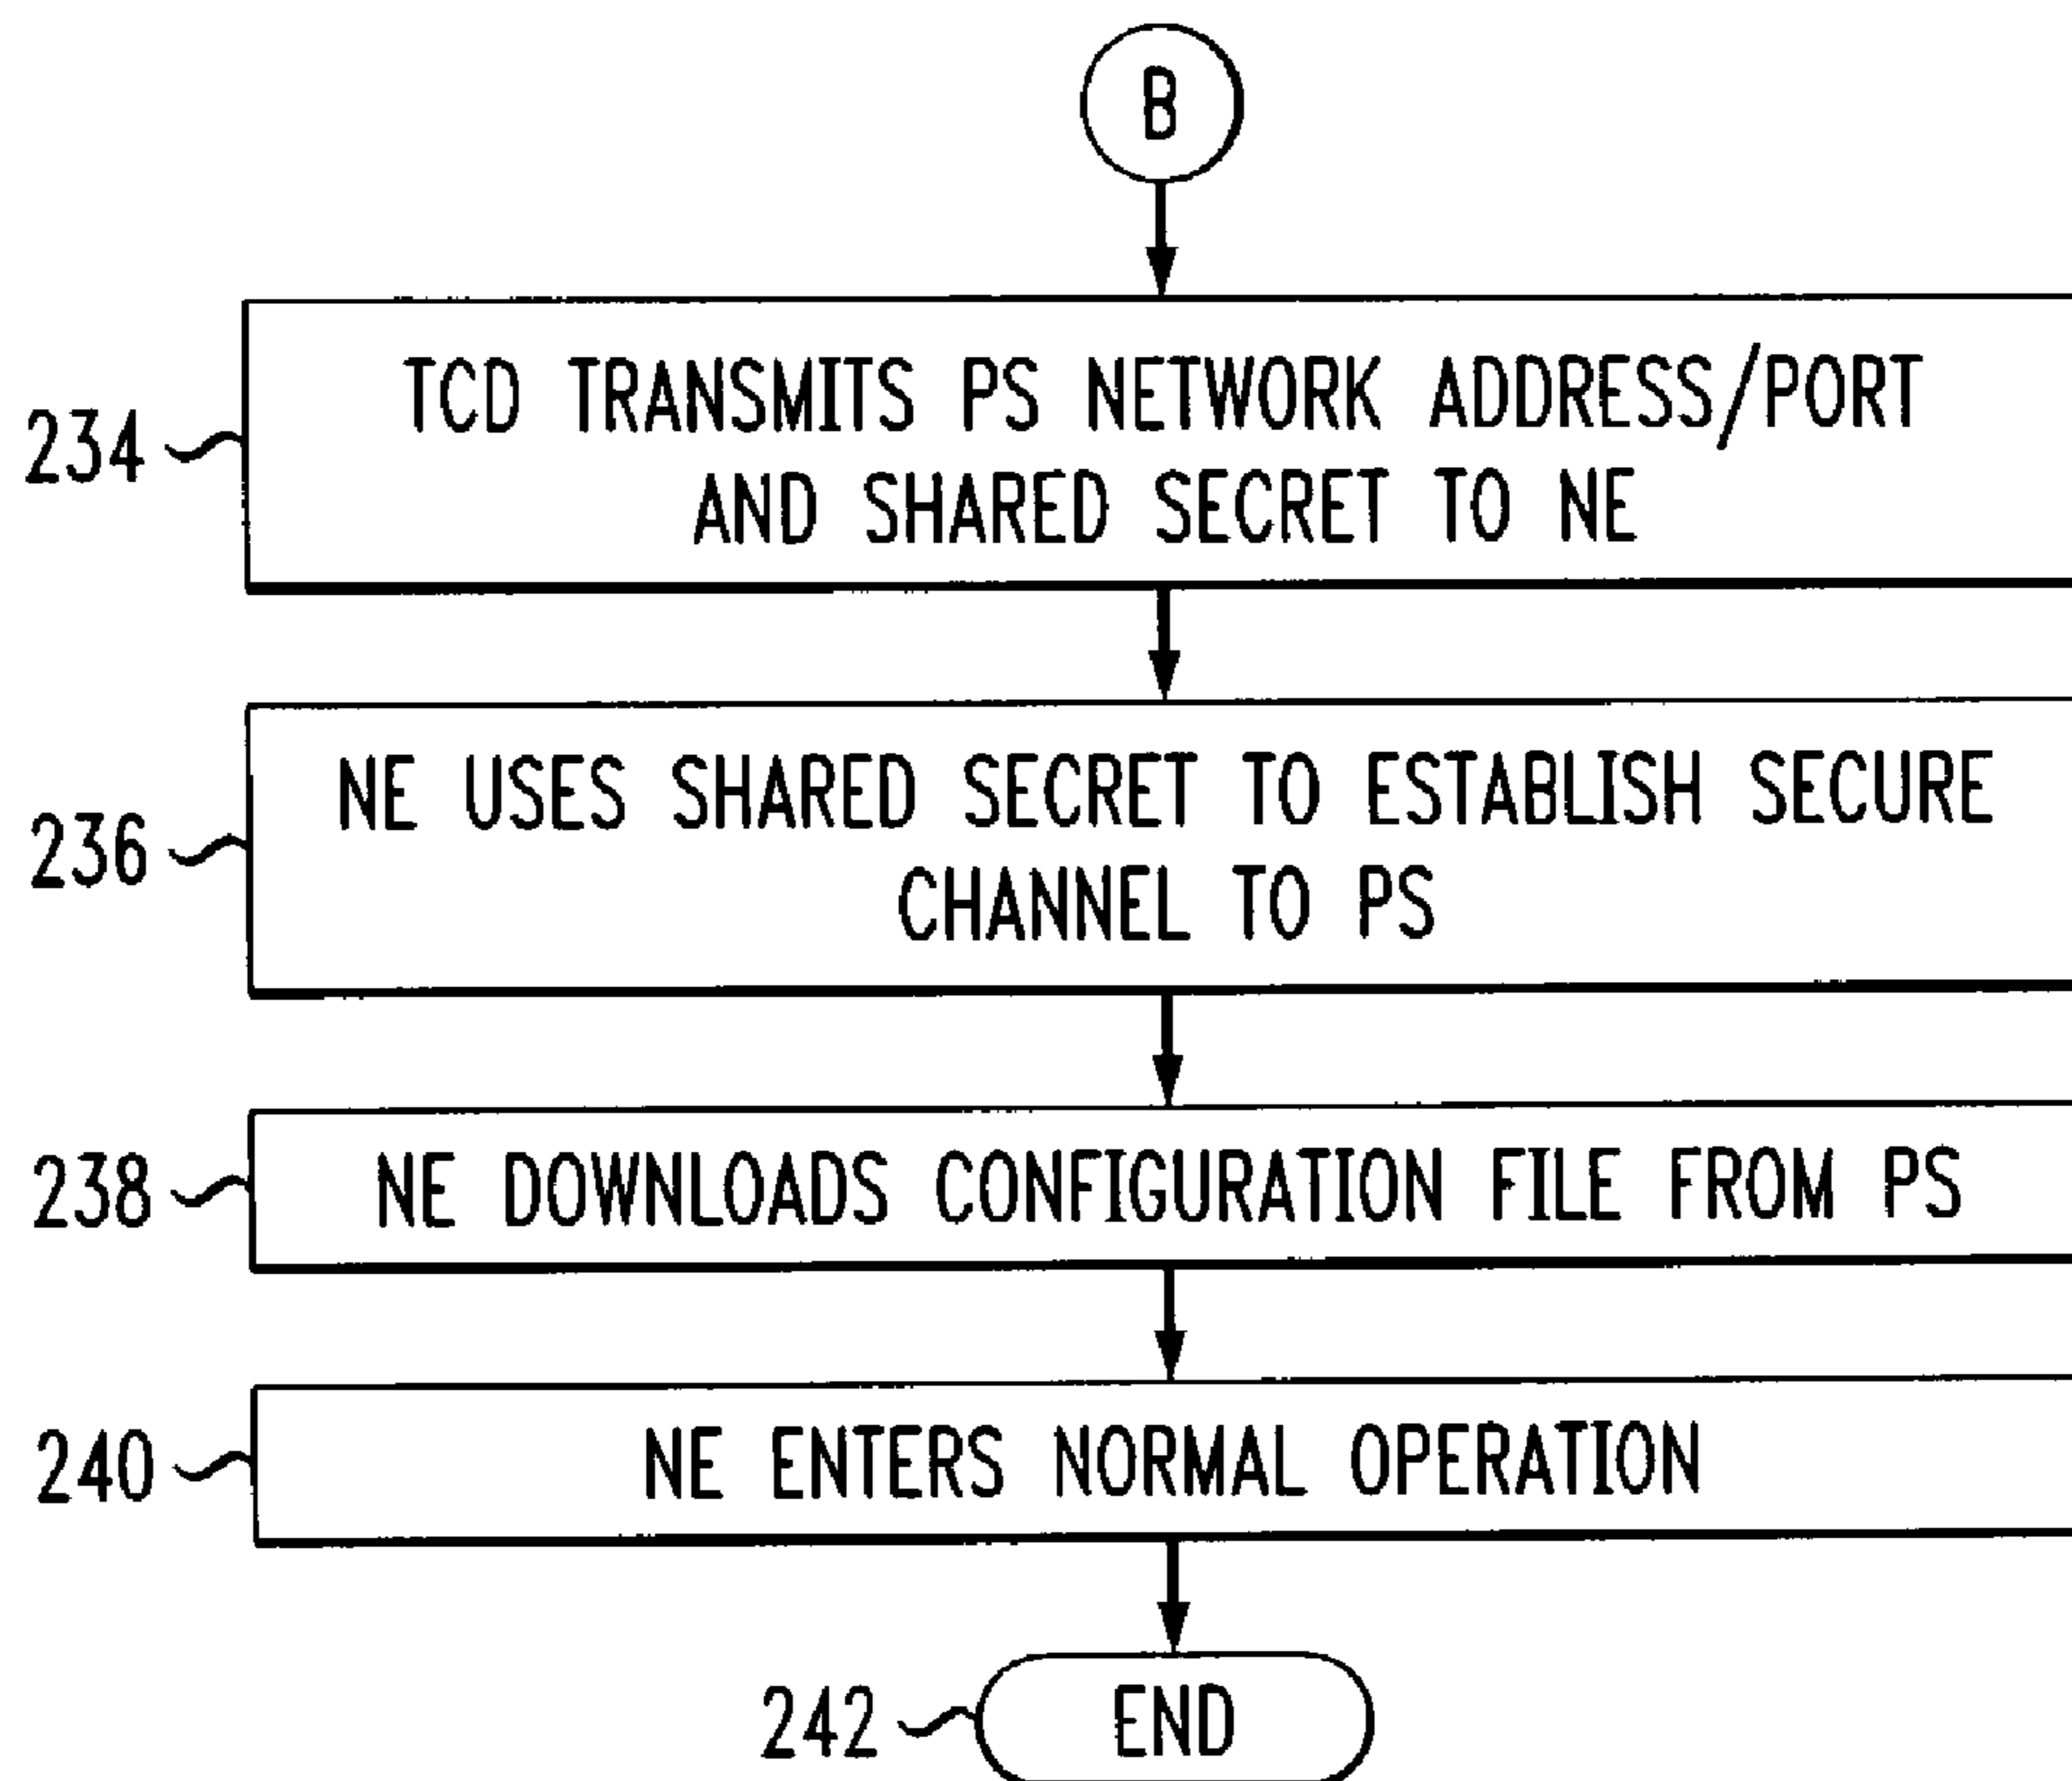 B
234
TCD TRANSMITS PS NETWORK ADDRESS/PORT
AND SHARED SECRET TO NE
236
NE USES SHARED SECRET TO ESTABLISH SECURE
CHANNEL TO PS
238
NE DOWNLOADS CONFIGURATION FILE FROM PS
240
NE ENTERS NORMAL OPERATION
242
END